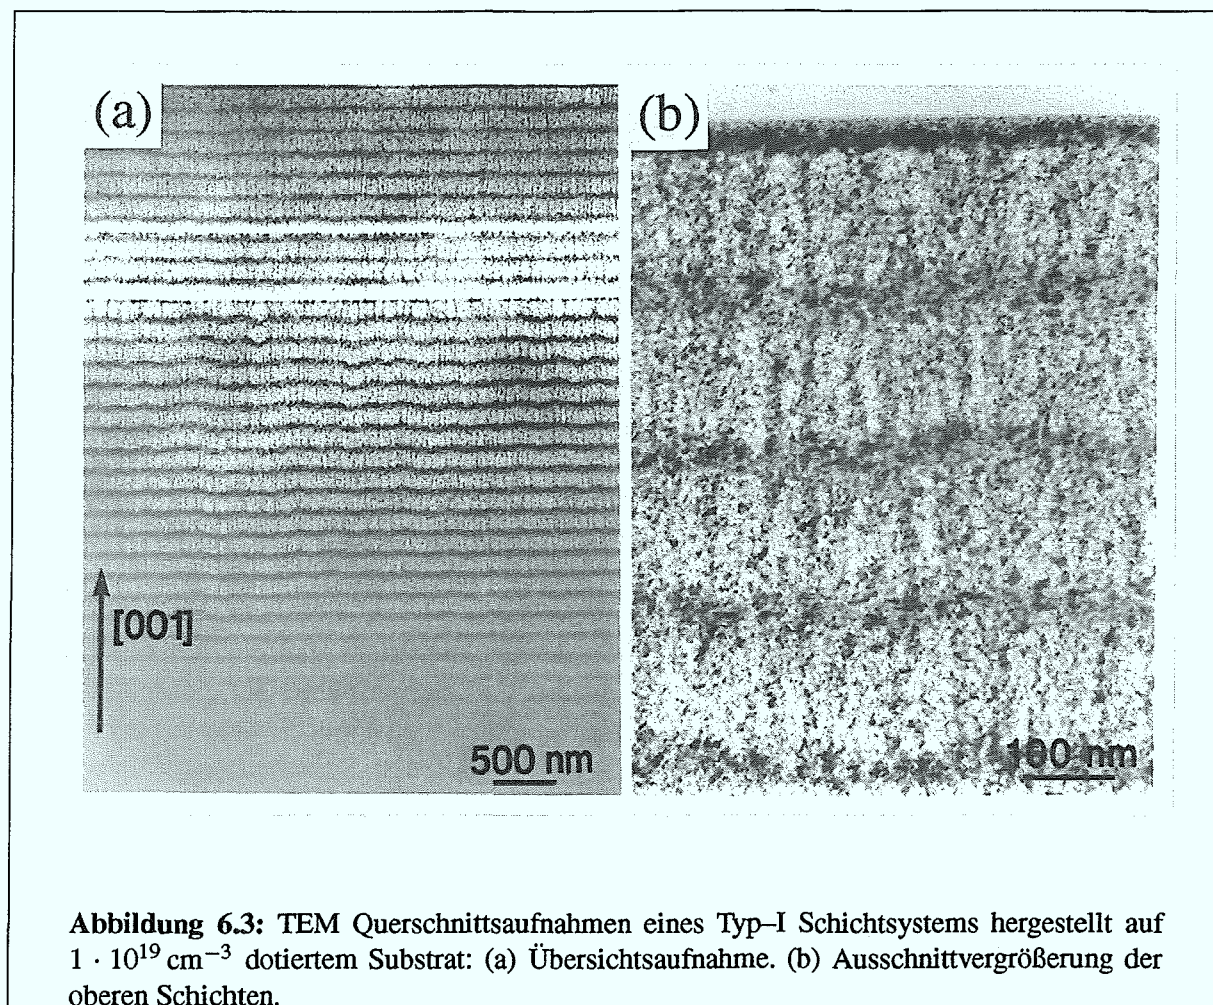 (a)
(b)
[001]
500 nm
100 nm
Abbildung 6.3: TEM Querschnittsaufnahmen eines Typ–I Schichtsystems hergestellt auf
1 · 10¹⁹ cm⁻³ dotiertem Substrat: (a) Übersichtsaufnahme. (b) Ausschnittvergrößerung der
oberen Schichten.